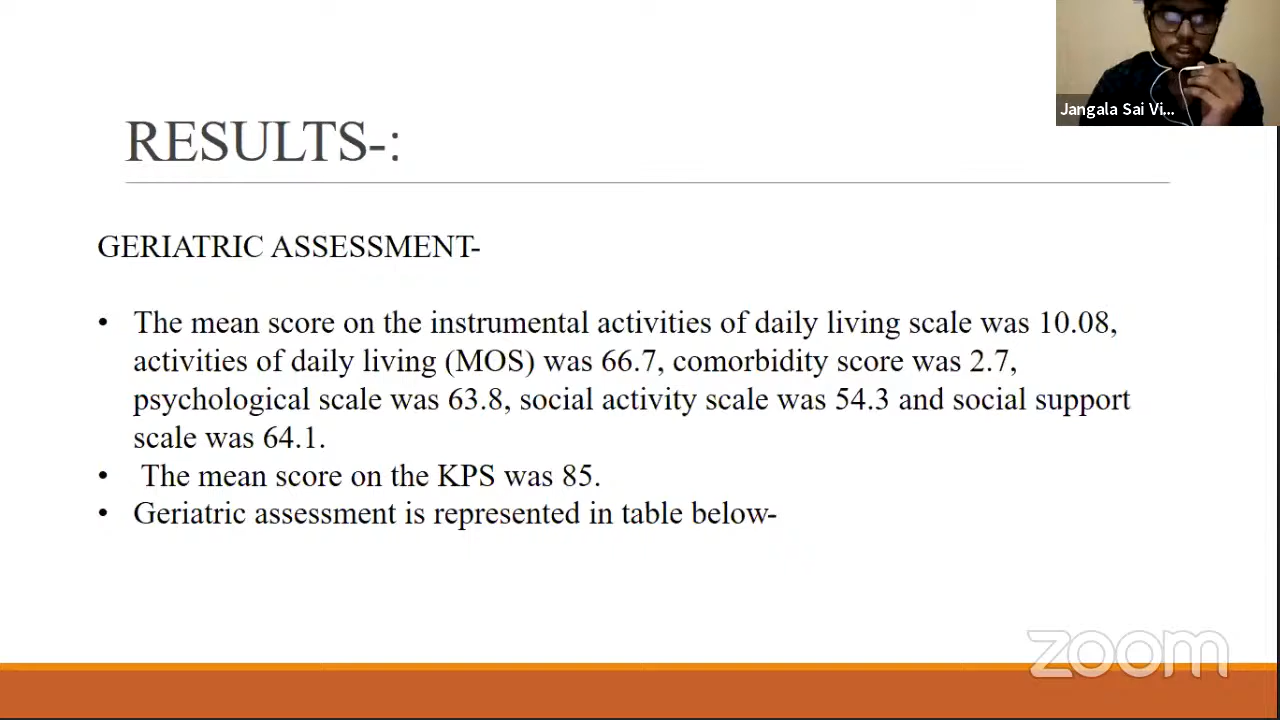 Jangala Sai Vi...
RESULTS-:
GERIATRIC ASSESSMENT-
• The mean score on the instrumental activities of daily living scale was 10.08,
activities of daily living (MOS) was 66.7, comorbidity score was 2.7,
psychological scale was 63.8, social activity scale was 54.3 and social support
scale was 64.1.
• The mean score on the KPS was 85.
• Geriatric assessment is represented in table below-
zoom